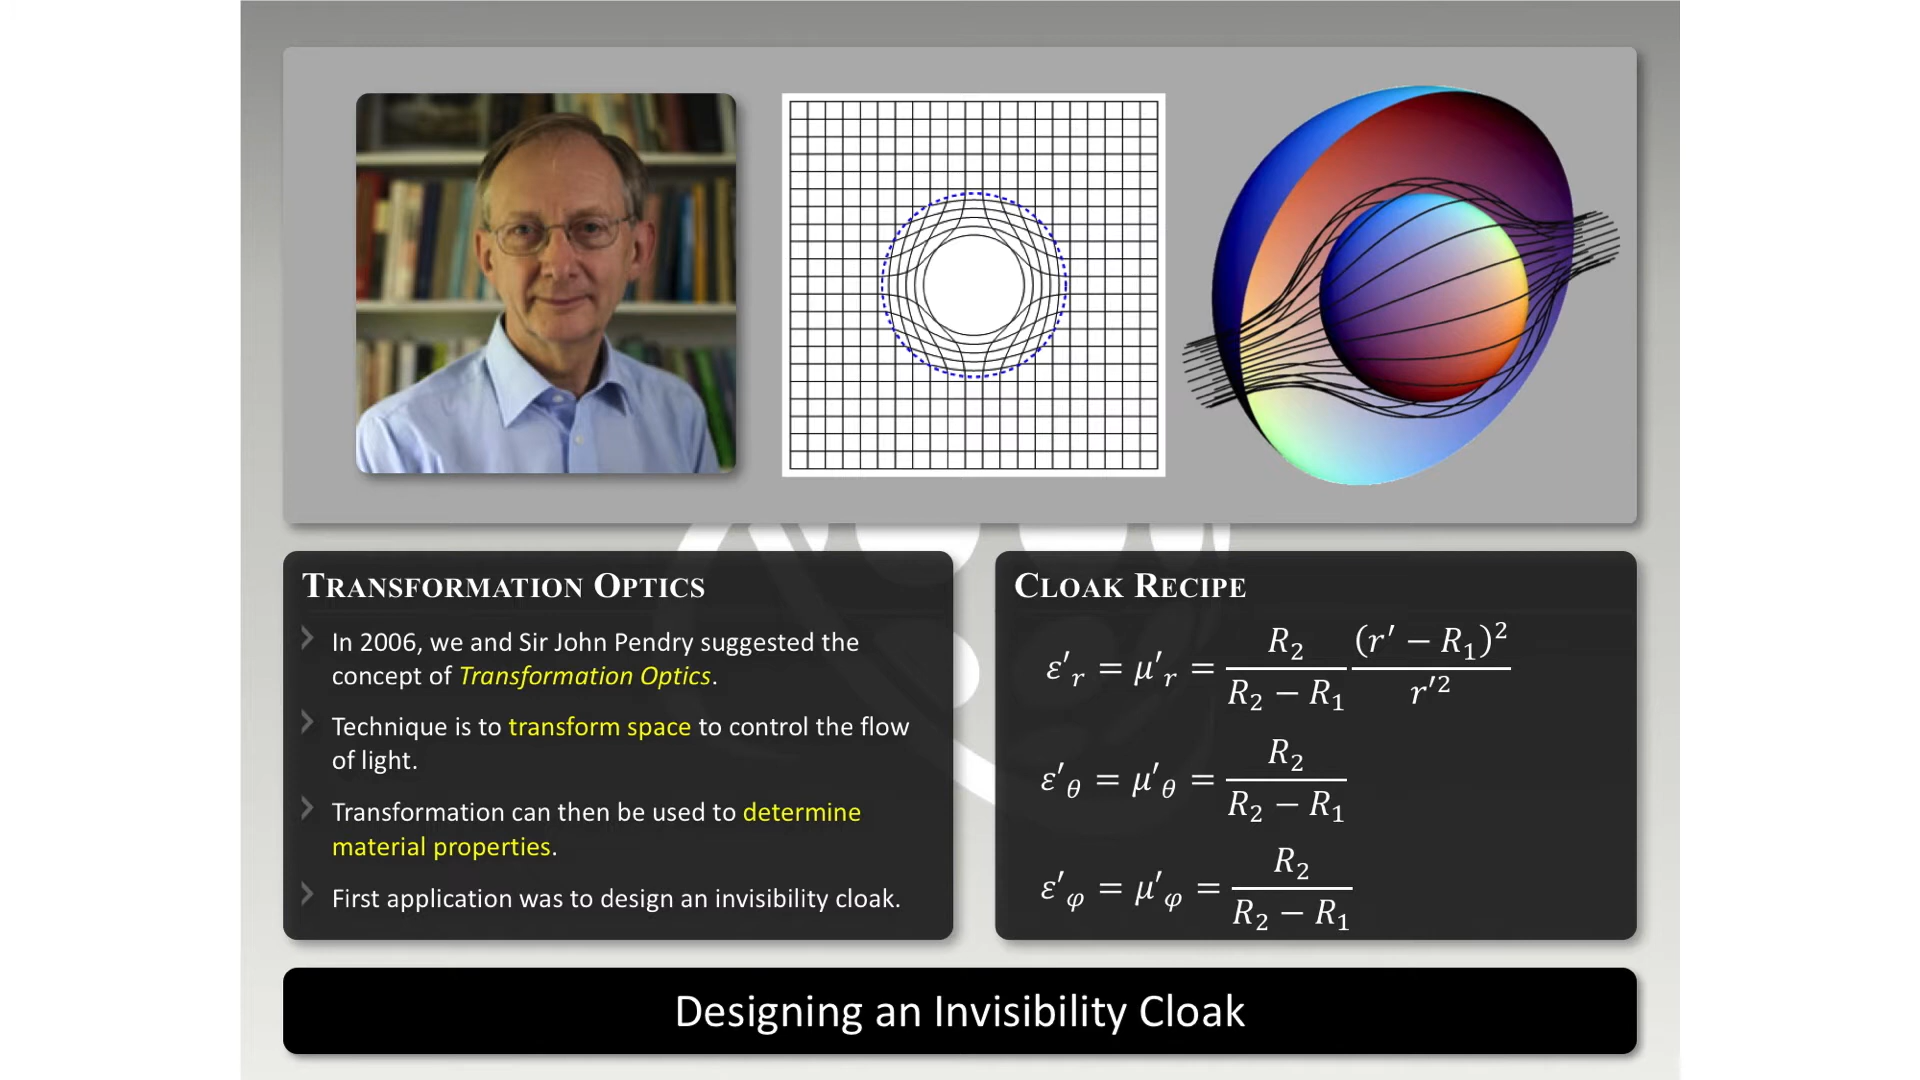 TRANSFORMATION OPTICS
In 2006, we and Sir John Pendry suggested the
concept of Transformation Optics.
Technique is to transform space to control the flow
of light.
Transformation can then be used to determine
material properties.
First application was to design an invisibility cloak.
CLOAK RECIPE
ε′r = μ′r = R2/(R2 − R1) (r′ − R1)²/r′²
ε′θ = μ′θ = R2/(R2 − R1)
ε′φ = μ′φ = R2/(R2 − R1)
Designing an Invisibility Cloak